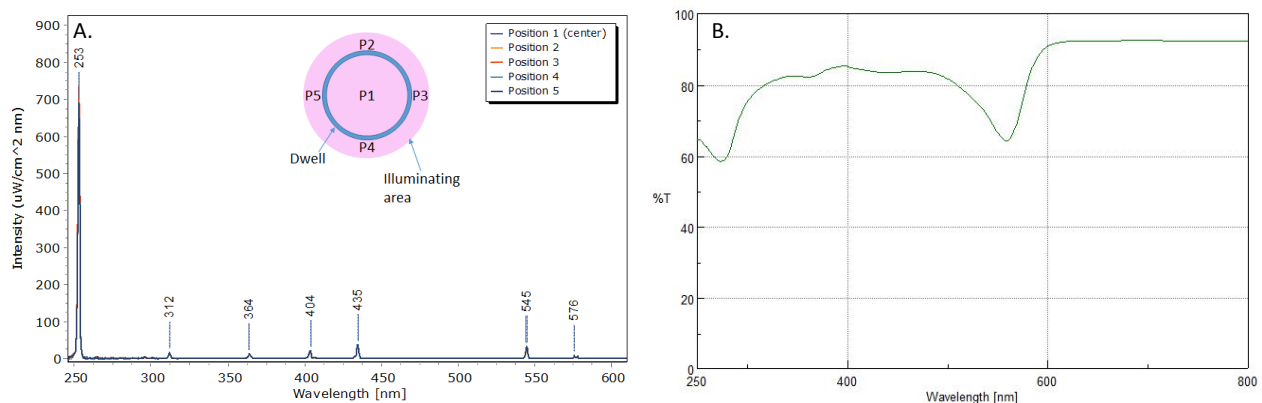 A.
Intensity (uW/cm^2 nm)
900
800
700
600
500
400
300
200
100
0
253
312
364
404
435
545
576
P2
P5
P1
P3
P4
Dwell
Illuminating
area
Position 1 (center)
Position 2
Position 3
Position 4
Position 5
250
300
350
400
450
500
550
600
Wavelength [nm]
B.
100
80
60
40
20
0
%T
250
400
600
800
Wavelength [nm]